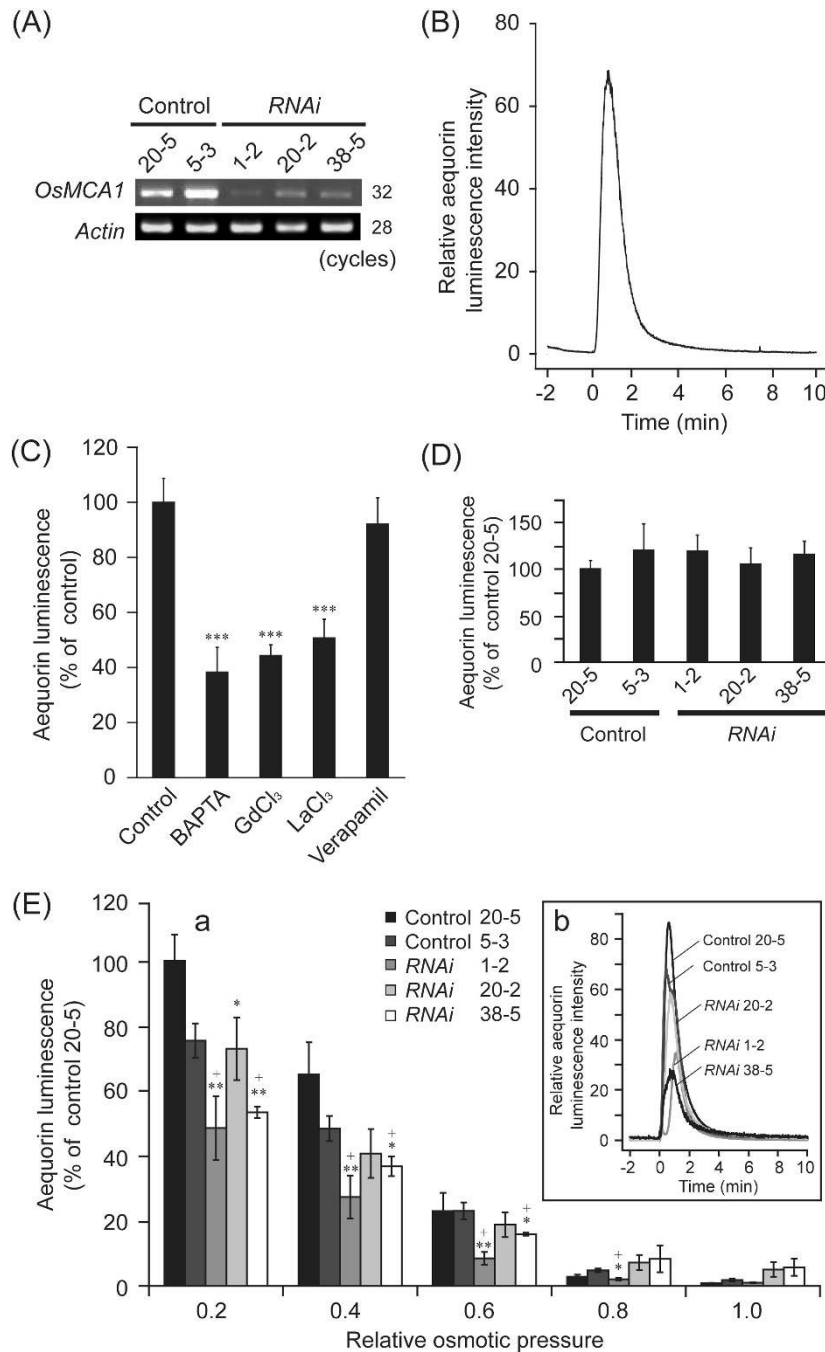 (A)
Control RNAi
20-5 5-3 1-2 20-2 38-5
OsMCA1 32
Actin 28
(cycles)
(B)
Relative aequorin
luminescence intensity
80
60
40
20
0
-2 0 2 4 6 8 10
Time (min)
(C)
Aequorin luminescence
(% of control)
120
100
80
60
40
20
0
*** *** ***
Control BAPTA GdCl₃ LaCl₃ Verapamil
(D)
Aequorin luminescence
(% of control 20-5)
150
100
50
0
20-5 5-3 1-2 20-2 38-5
Control RNAi
(E)
a
Aequorin luminescence
(% of control 20-5)
120
100
80
60
40
20
0
Control 20-5
Control 5-3
RNAi 1-2
RNAi 20-2
RNAi 38-5
+
**
*
+
**
+
**
+
*
+
**
+
*
+
*
0.2 0.4 0.6 0.8 1.0
Relative osmotic pressure
b
Relative aequorin
luminescence intensity
80
60
40
20
0
Control 20-5
Control 5-3
RNAi 20-2
RNAi 1-2
RNAi 38-5
-2 0 2 4 6 8 10
Time (min)